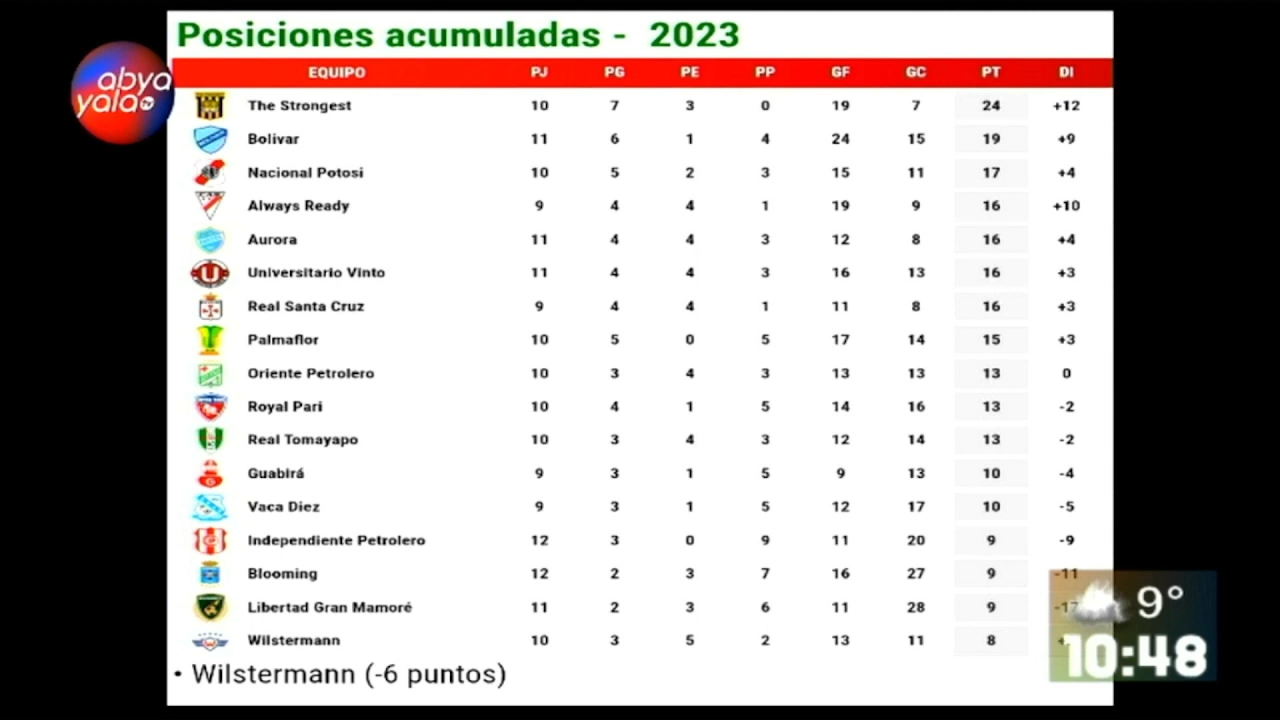 Posiciones acumuladas - 2023
abya yala tv
EQUIPO PJ PG PE PP GF GC PT DI
The Strongest 10 7 3 0 19 7 24 +12
Bolivar 11 6 1 4 24 15 19 +9
Nacional Potosi 10 5 2 3 15 11 17 +4
Always Ready 9 4 4 1 19 9 16 +10
Aurora 11 4 4 3 12 8 16 +4
Universitario Vinto 11 4 4 3 16 13 16 +3
Real Santa Cruz 9 4 4 1 11 8 16 +3
Palmaflor 10 5 0 5 17 14 15 +3
Oriente Petrolero 10 3 4 3 13 13 13 0
Royal Pari 10 4 1 5 14 16 13 -2
Real Tomayapo 10 3 4 3 12 14 13 -2
Guabirá 9 3 1 5 9 13 10 -4
Vaca Diez 9 3 1 5 12 17 10 -5
Independiente Petrolero 12 3 0 9 11 20 9 -9
Blooming 12 2 3 7 16 27 9 -11
Libertad Gran Mamoré 11 2 3 6 11 28 9
Wilstermann 10 3 5 2 13 11 8
• Wilstermann (-6 puntos)
9°
10:48